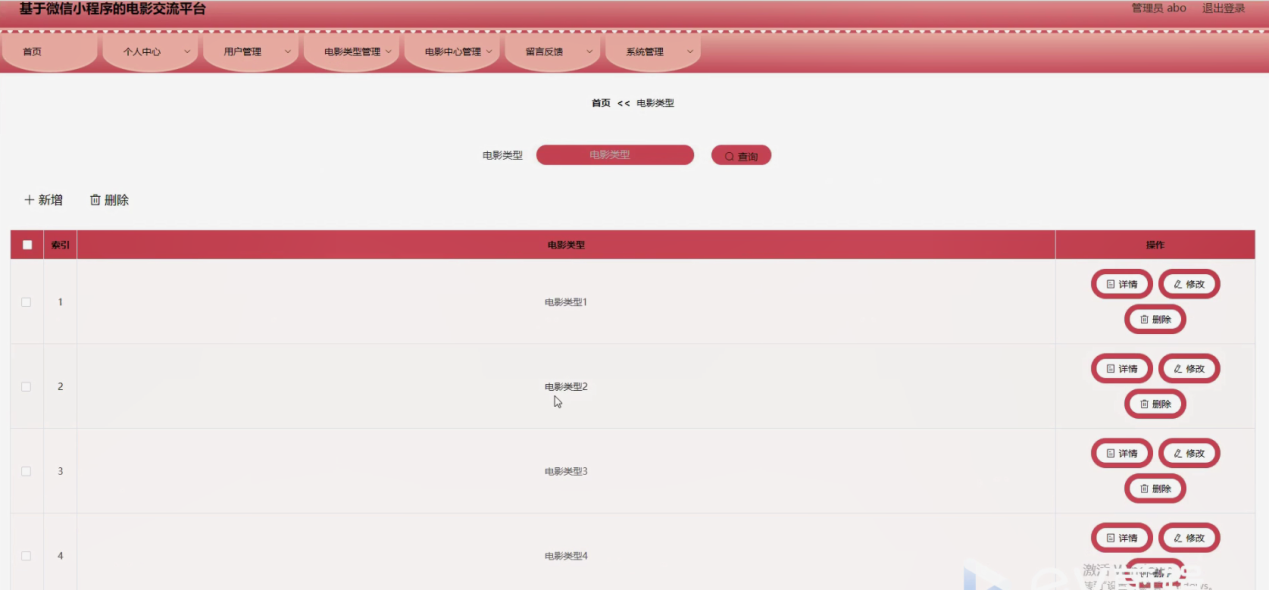 基于微信小程序的电影交流平台
管理员 abo 退出登录
首页 个人中心 用户管理 电影类型管理 电影中心管理 留言反馈 系统管理
首页 << 电影类型
电影类型 电影类型 查询
新增 删除
索引 电影类型 操作
1 电影类型1 详情 修改
删除
2 电影类型2 详情 修改
删除
3 电影类型3 详情 修改
删除
4 电影类型4 详情 修改